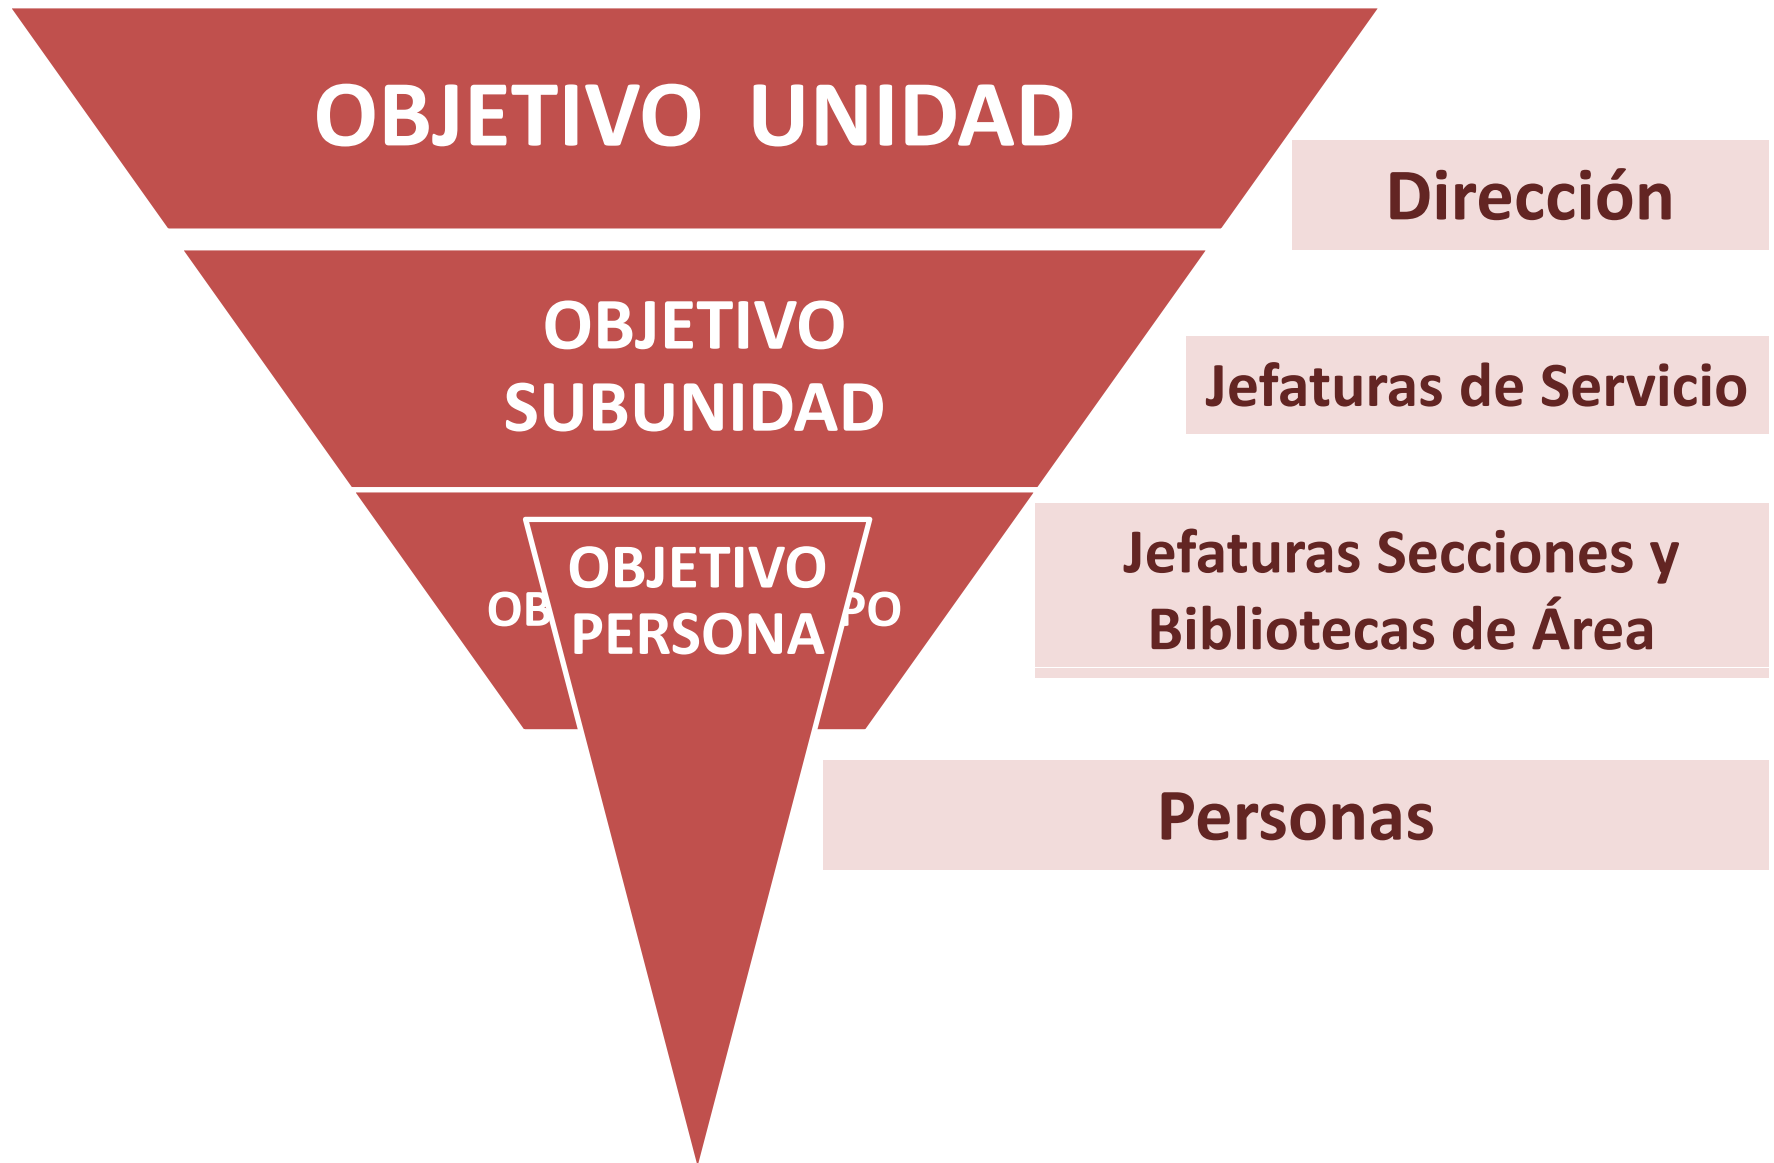 OBJETIVO UNIDAD
Dirección
OBJETIVO
SUBUNIDAD
Jefaturas de Servicio
OBJETIVO
PERSONA
Jefaturas Secciones y
Bibliotecas de Área
Personas